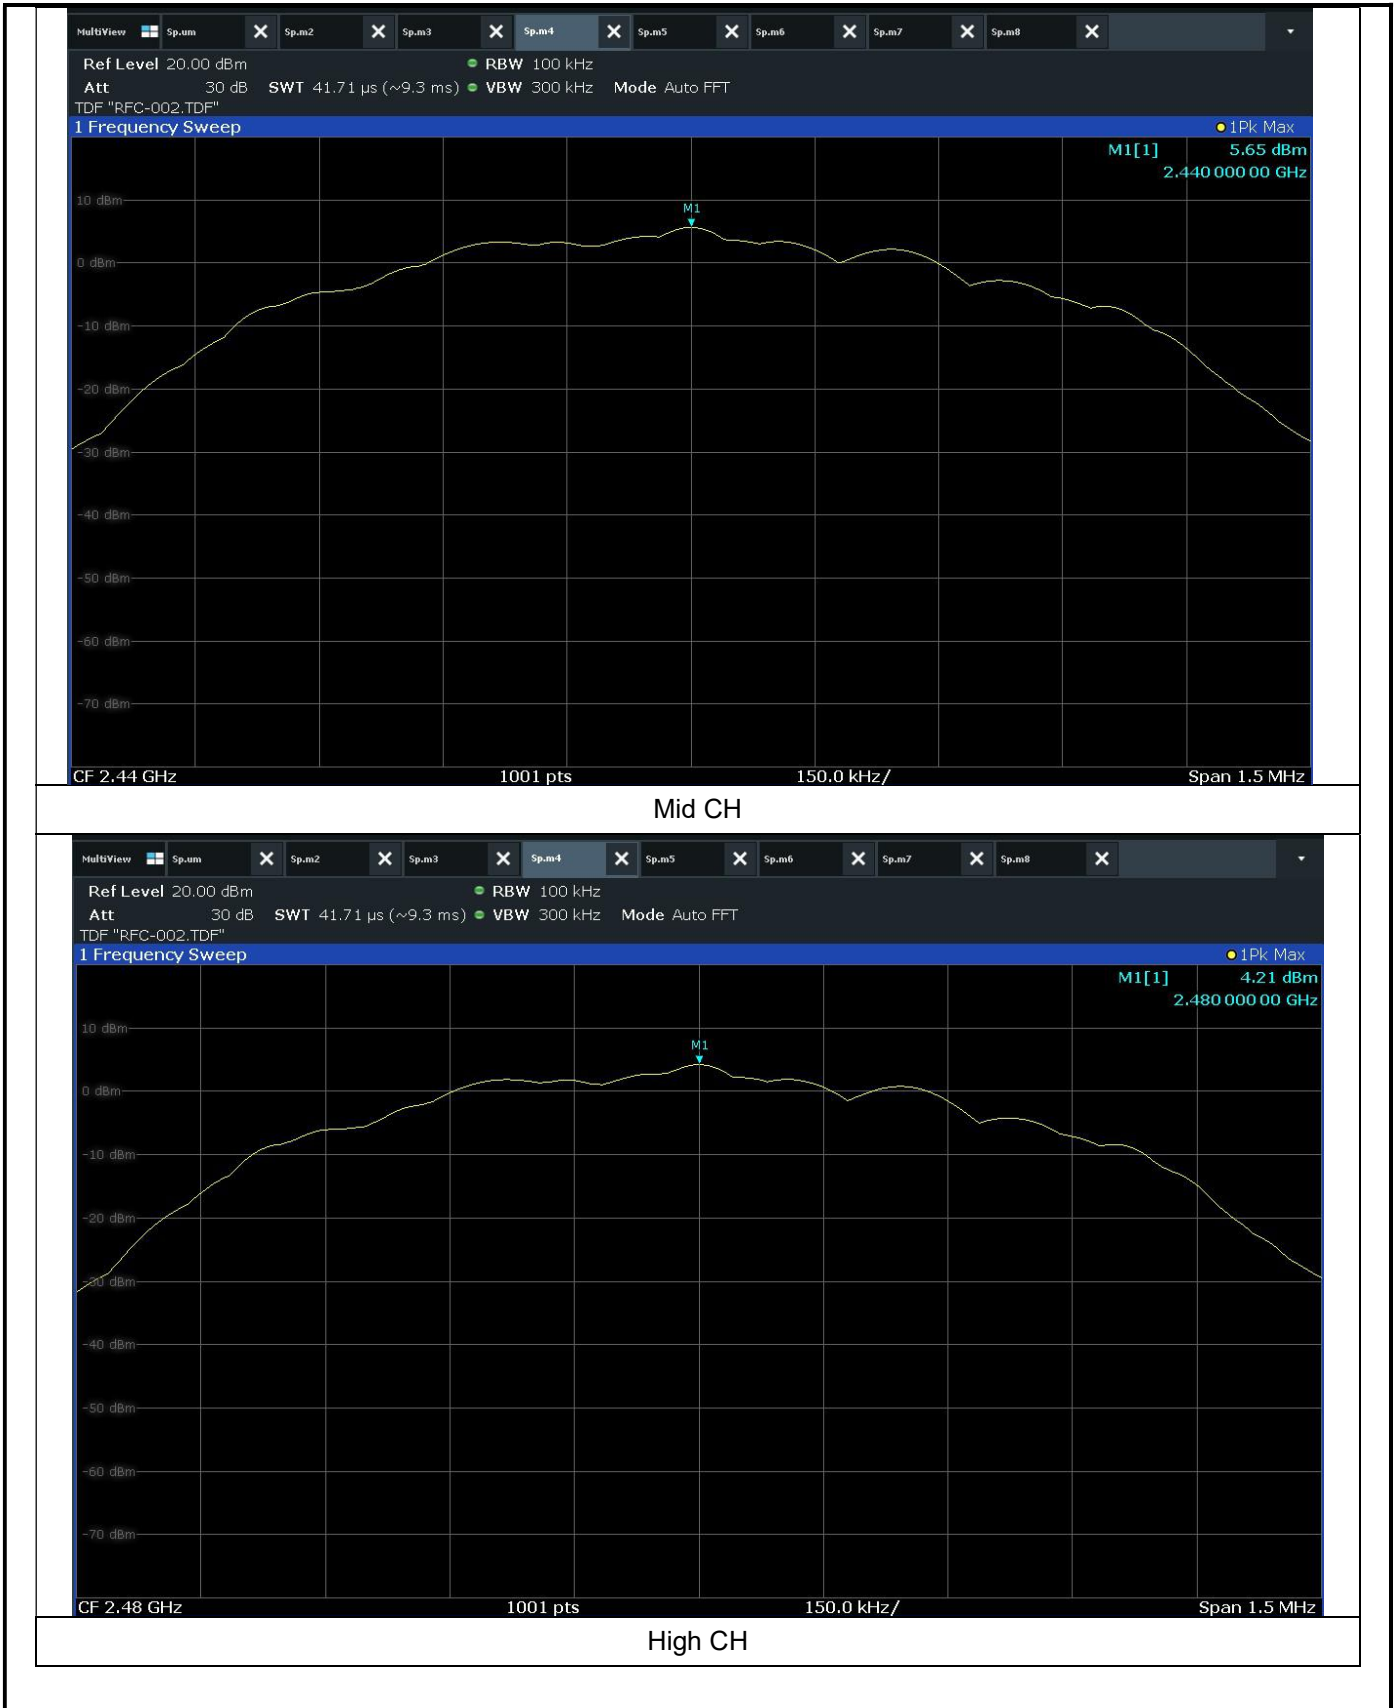 MultiView Sp.um Sp.m2 Sp.m3 Sp.m4 Sp.m5 Sp.m6 Sp.m7 Sp.m8
Ref Level 20.00 dBm RBW 100 kHz
Att 30 dB SWT 41.71 µs (~9.3 ms) VBW 300 kHz Mode Auto FFT
TDF "RFC-002.TDF"
1 Frequency Sweep 1Pk Max
M1[1] 5.65 dBm
2.440 000 00 GHz
10 dBm
M1
0 dBm
-10 dBm
-20 dBm
-30 dBm
-40 dBm
-50 dBm
-60 dBm
-70 dBm
CF 2.44 GHz 1001 pts 150.0 kHz/ Span 1.5 MHz
Mid CH
MultiView Sp.um Sp.m2 Sp.m3 Sp.m4 Sp.m5 Sp.m6 Sp.m7 Sp.m8
Ref Level 20.00 dBm RBW 100 kHz
Att 30 dB SWT 41.71 µs (~9.3 ms) VBW 300 kHz Mode Auto FFT
TDF "RFC-002.TDF"
1 Frequency Sweep 1Pk Max
M1[1] 4.21 dBm
2.480 000 00 GHz
10 dBm
M1
0 dBm
-10 dBm
-20 dBm
-30 dBm
-40 dBm
-50 dBm
-60 dBm
-70 dBm
CF 2.48 GHz 1001 pts 150.0 kHz/ Span 1.5 MHz
High CH